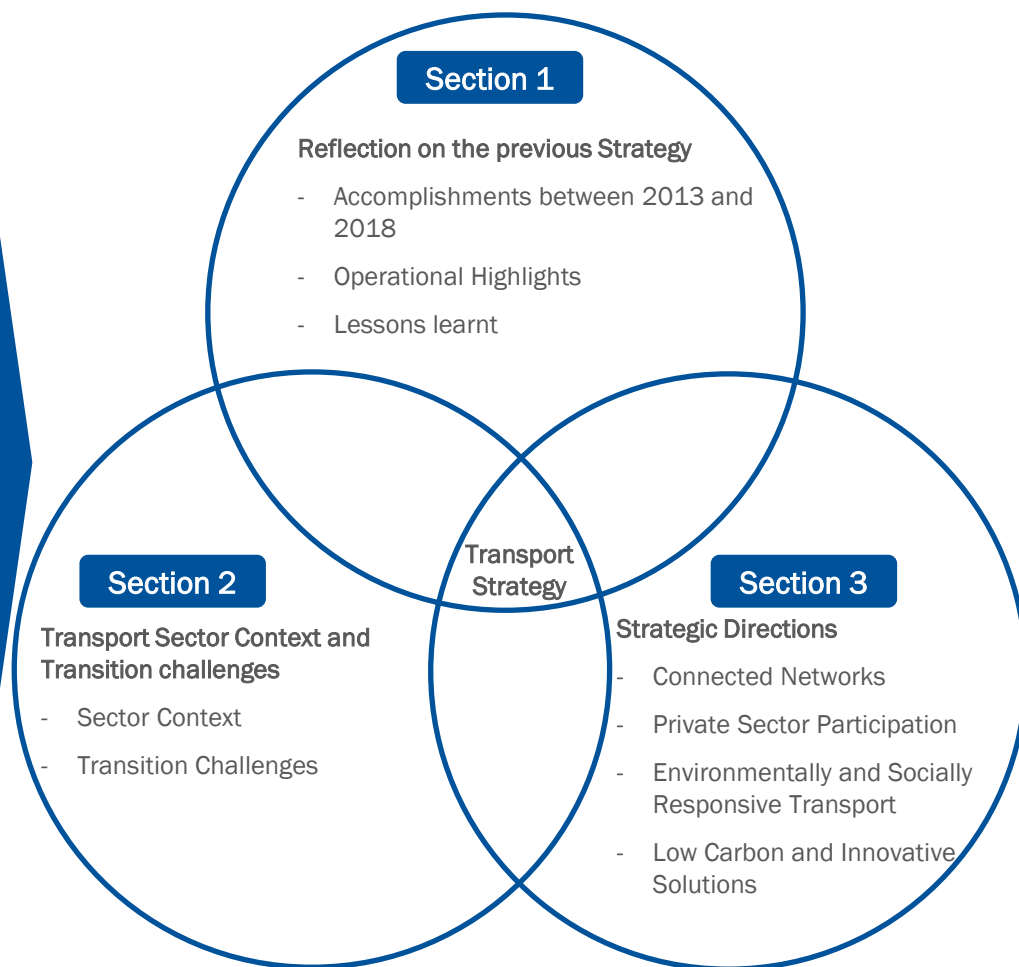 Section 1
Reflection on the previous Strategy
- Accomplishments between 2013 and
2018
- Operational Highlights
- Lessons learnt
Transport
Strategy
Section 2
Transport Sector Context and
Transition challenges
- Sector Context
- Transition Challenges
Section 3
Strategic Directions
- Connected Networks
- Private Sector Participation
- Environmentally and Socially
Responsive Transport
- Low Carbon and Innovative
Solutions